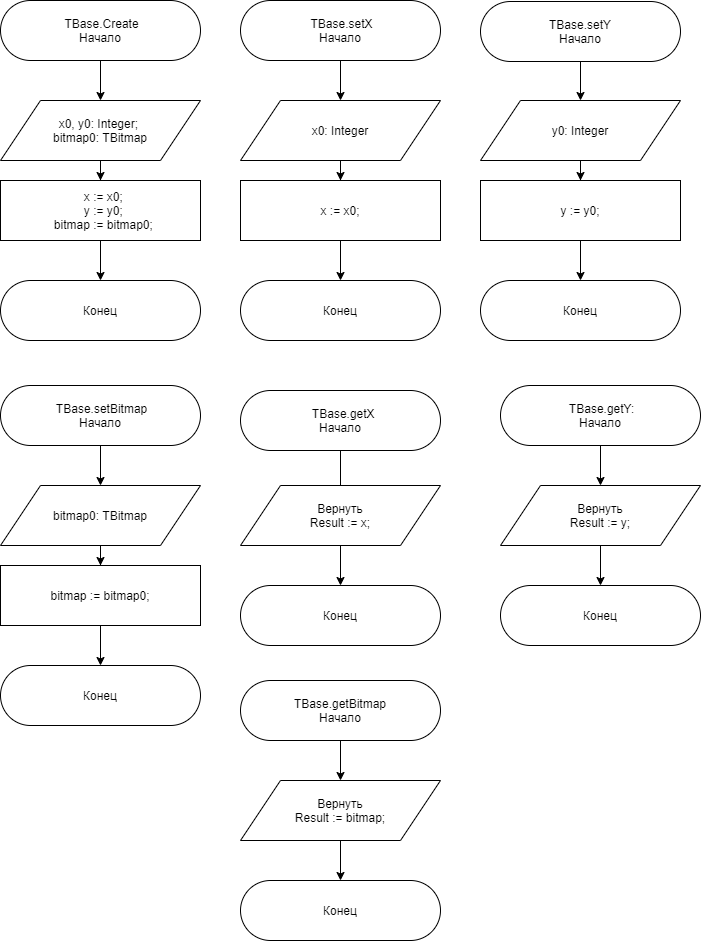 TBase.Create
Начало
x0, y0: Integer;
bitmap0: TBitmap
x := x0;
y := y0;
bitmap := bitmap0;
Конец
TBase.setX
Начало
x0: Integer
x := x0;
Конец
TBase.setY
Начало
y0: Integer
y := y0;
Конец
TBase.setBitmap
Начало
bitmap0: TBitmap
bitmap := bitmap0;
Конец
TBase.getX
Начало
Вернуть
Result := x;
Конец
TBase.getY:
Начало
Вернуть
Result := y;
Конец
TBase.getBitmap
Начало
Вернуть
Result := bitmap;
Конец